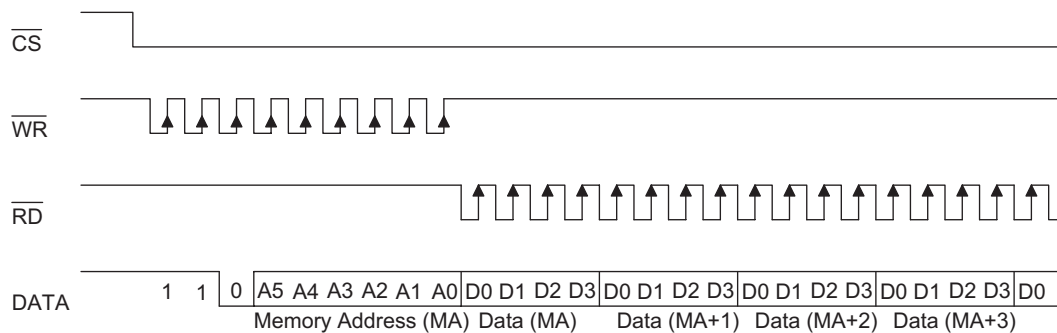 CS
WR
RD
DATA 1 1 0 A5 A4 A3 A2 A1 A0 D0 D1 D2 D3 D0 D1 D2 D3 D0 D1 D2 D3 D0 D1 D2 D3 D0
Memory Address (MA) Data (MA) Data (MA+1) Data (MA+2) Data (MA+3)